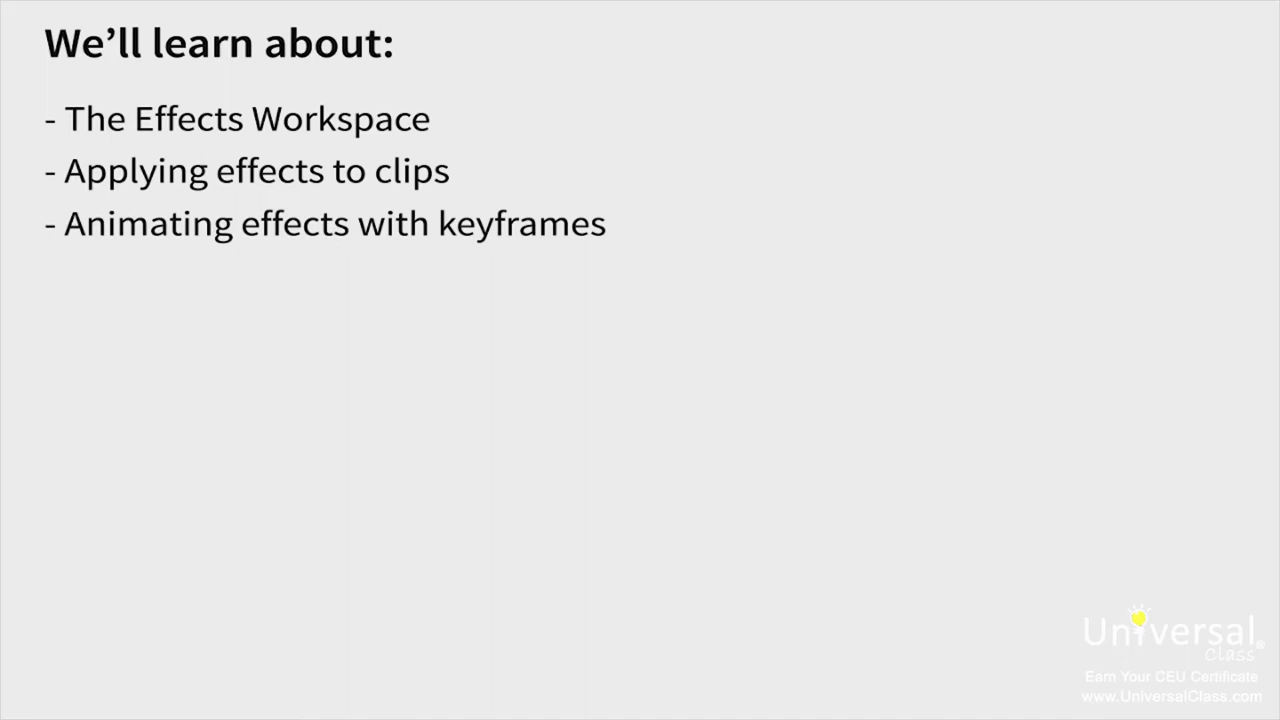 We’ll learn about:
- The Effects Workspace
- Applying effects to clips
- Animating effects with keyframes
Universal®
Class
Earn Your CEU Certificate
www.UniversalClass.com